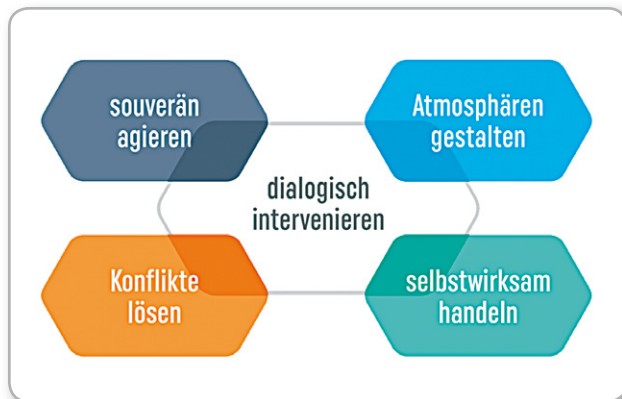 souverän
agieren
Atmosphären
gestalten
dialogisch
intervenieren
Konflikte
lösen
selbstwirksam
handeln